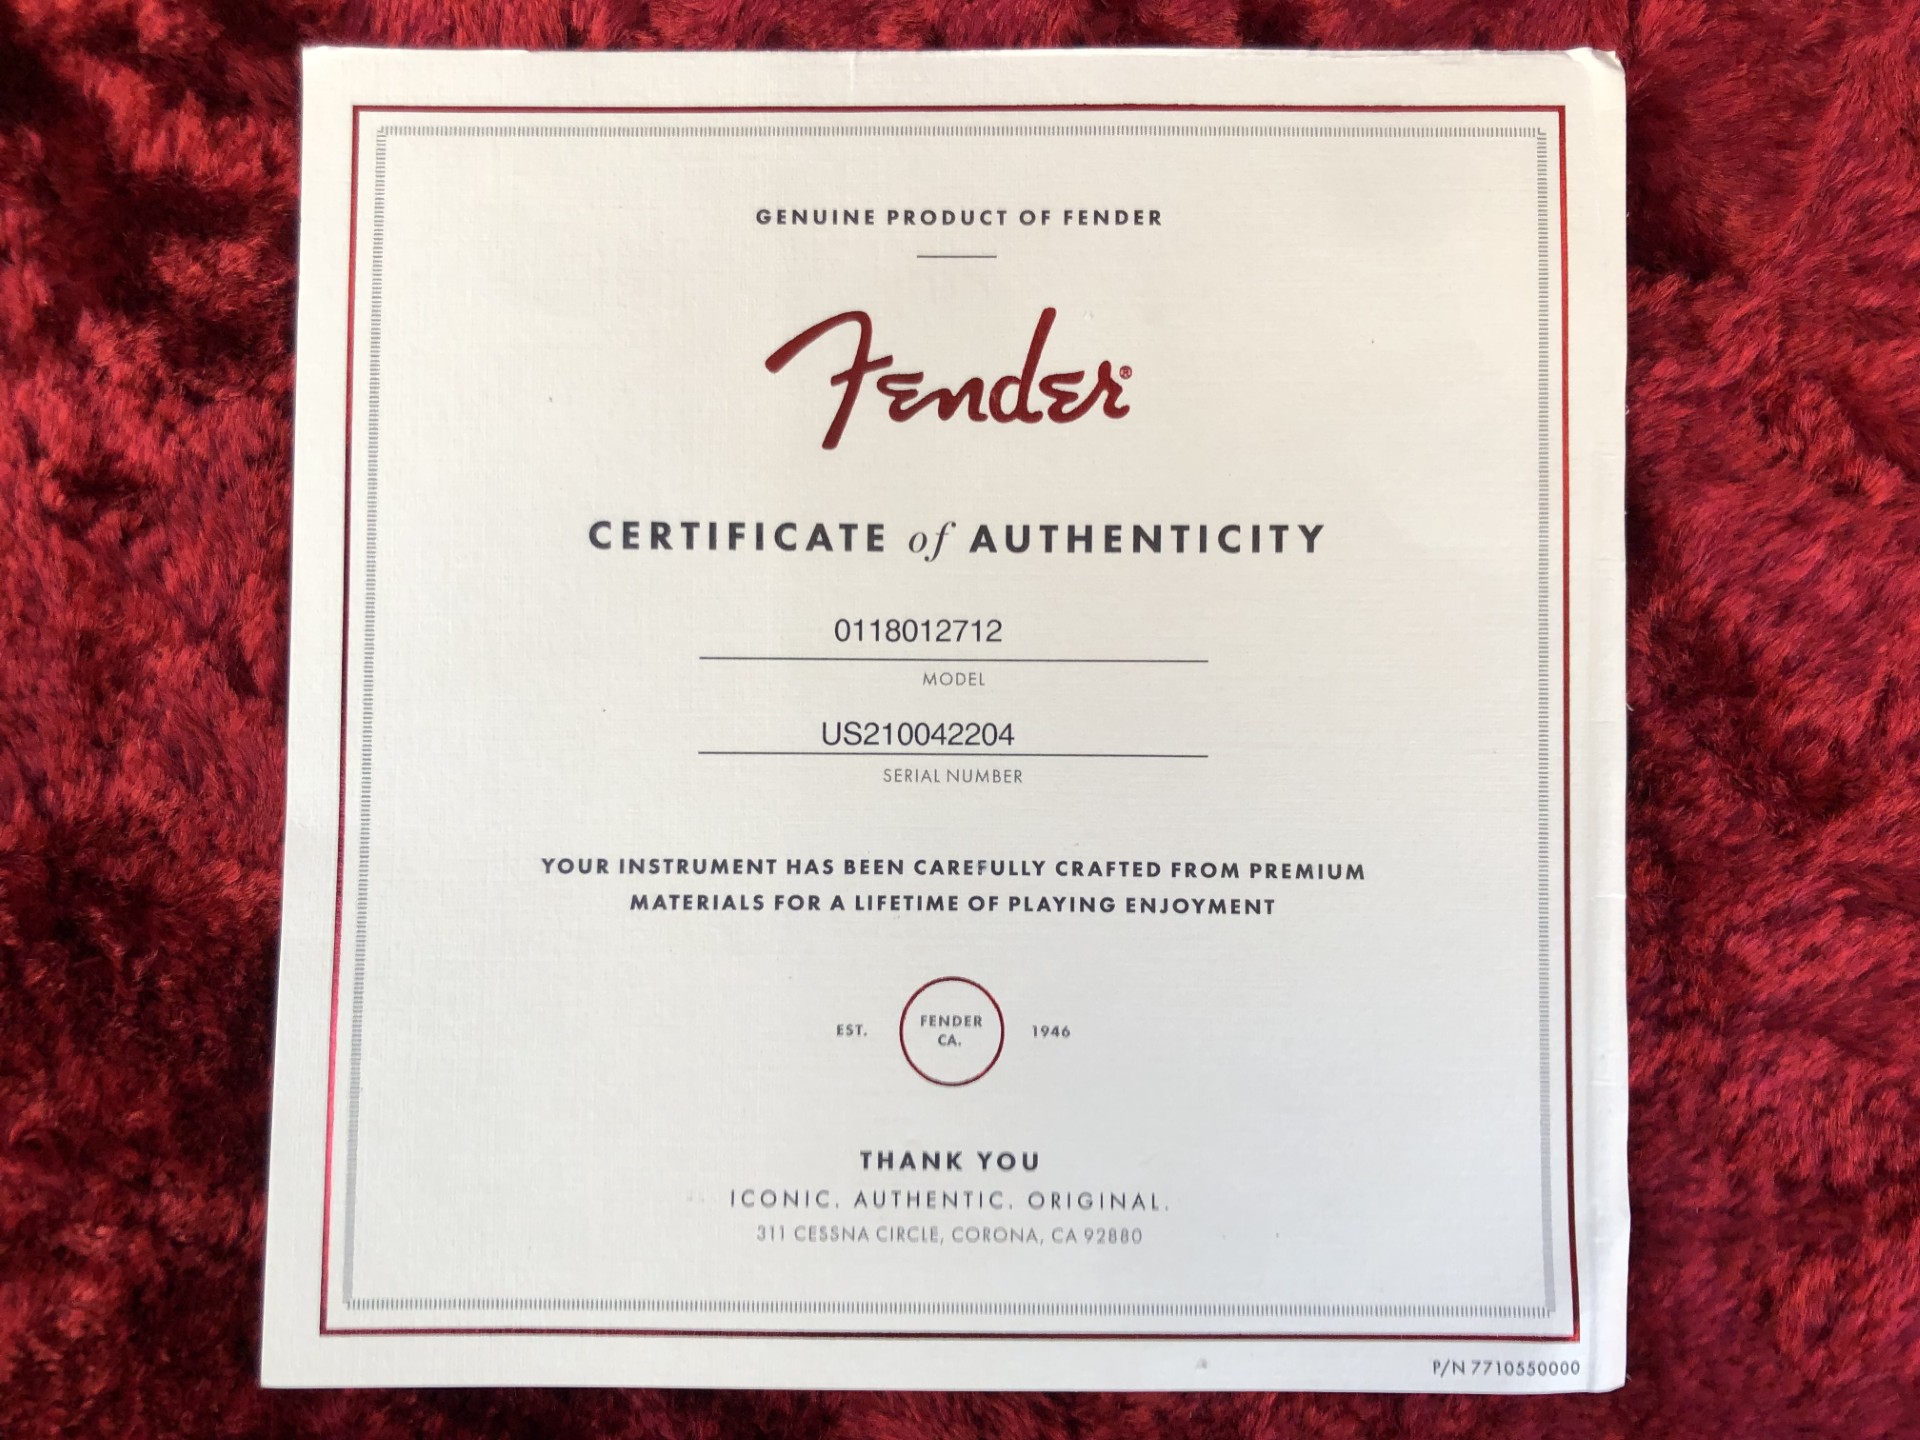 GENUINE PRODUCT OF FENDER
Fender®
CERTIFICATE of AUTHENTICITY
0118012712
MODEL
US210042204
SERIAL NUMBER
YOUR INSTRUMENT HAS BEEN CAREFULLY CRAFTED FROM PREMIUM
MATERIALS FOR A LIFETIME OF PLAYING ENJOYMENT
EST. FENDER 1946
CA.
THANK YOU
ICONIC. AUTHENTIC. ORIGINAL.
311 CESSNA CIRCLE, CORONA, CA 92880
P/N 7710550000